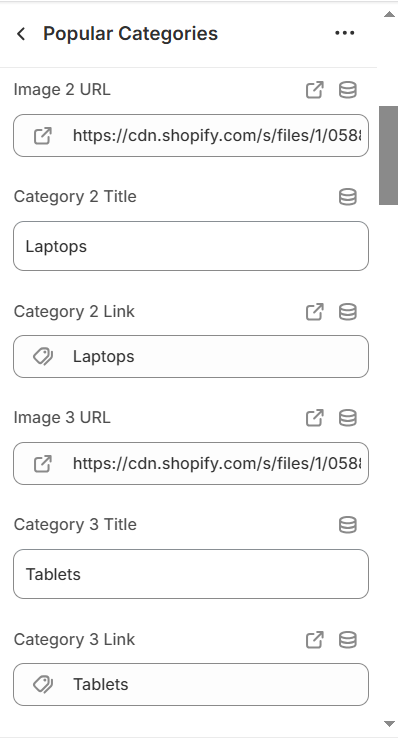 Popular Categories
Image 2 URL
https://cdn.shopify.com/s/files/1/058
Category 2 Title
Laptops
Category 2 Link
Laptops
Image 3 URL
https://cdn.shopify.com/s/files/1/058
Category 3 Title
Tablets
Category 3 Link
Tablets